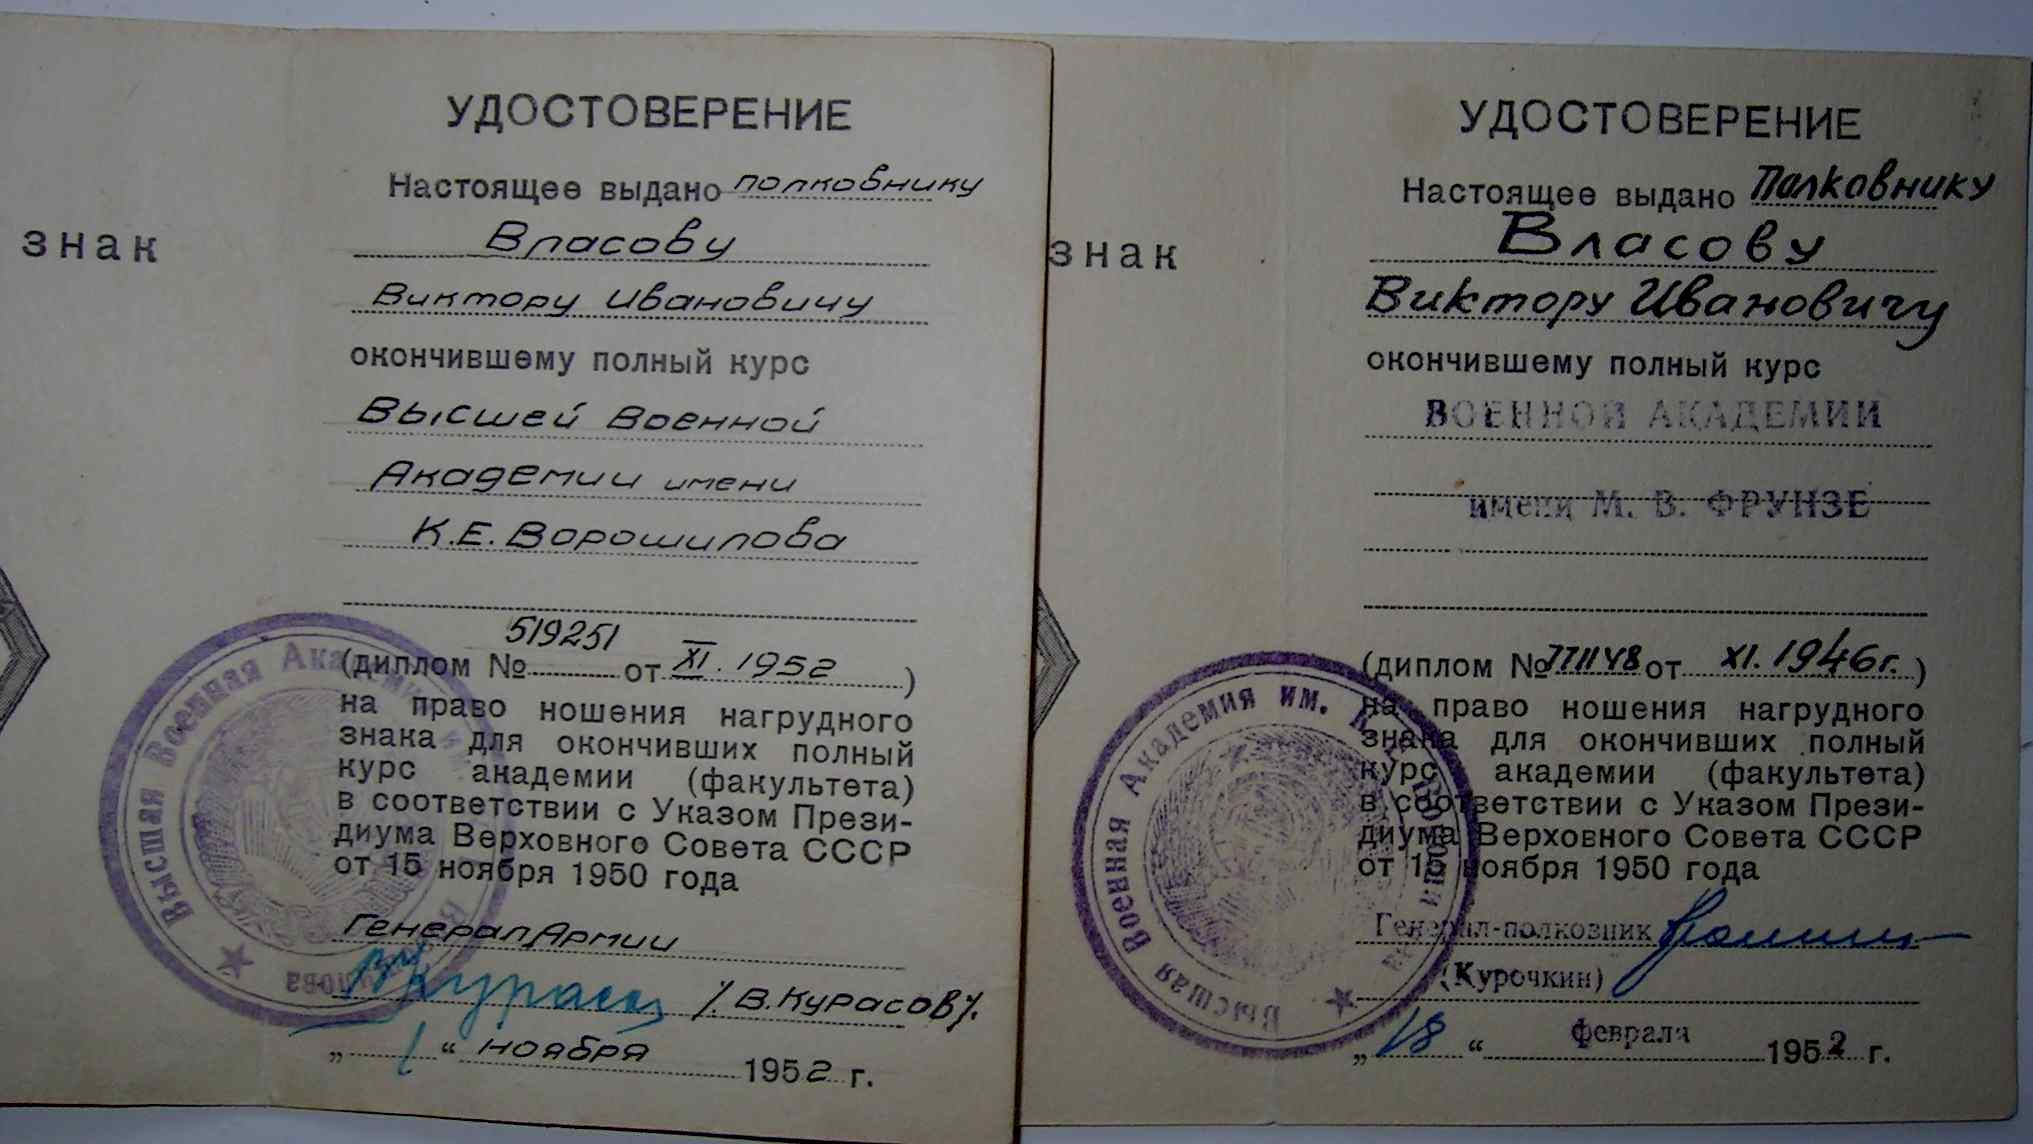 знак
УДОСТОВЕРЕНИЕ
Настоящее выдано полковнику
Власову
Виктору Ивановичу
окончившему полный курс
Высшей Военной
Академии имени
К.Е. Ворошилова
519251
(диплом № от XI. 1952)
на право ношения нагрудного
знака для окончивших полный
курс академии (факультета)
в соответствии с Указом Прези-
диума Верховного Совета СССР
от 15 ноября 1950 года
Генерал Армии
/В. Курасов/.
„ 1 “ ноября 1952 г.
Высшая Военная Академия
знак
УДОСТОВЕРЕНИЕ
Настоящее выдано Полковнику
Власову
Виктору Ивановичу
окончившему полный курс
ВОЕННОЙ АКАДЕМИИ
имени М. В. ФРУНЗЕ
(диплом № от XI. 1946 г.)
на право ношения нагрудного
знака для окончивших полный
курс академии (факультета)
в соответствии с Указом Прези-
диума Верховного Совета СССР
от 15 ноября 1950 года
Генерал-полковник
(Курочкин)
„ 18 “ февраля 1952 г.
Высшая Военная Академия им. К. Е. Ворошилова